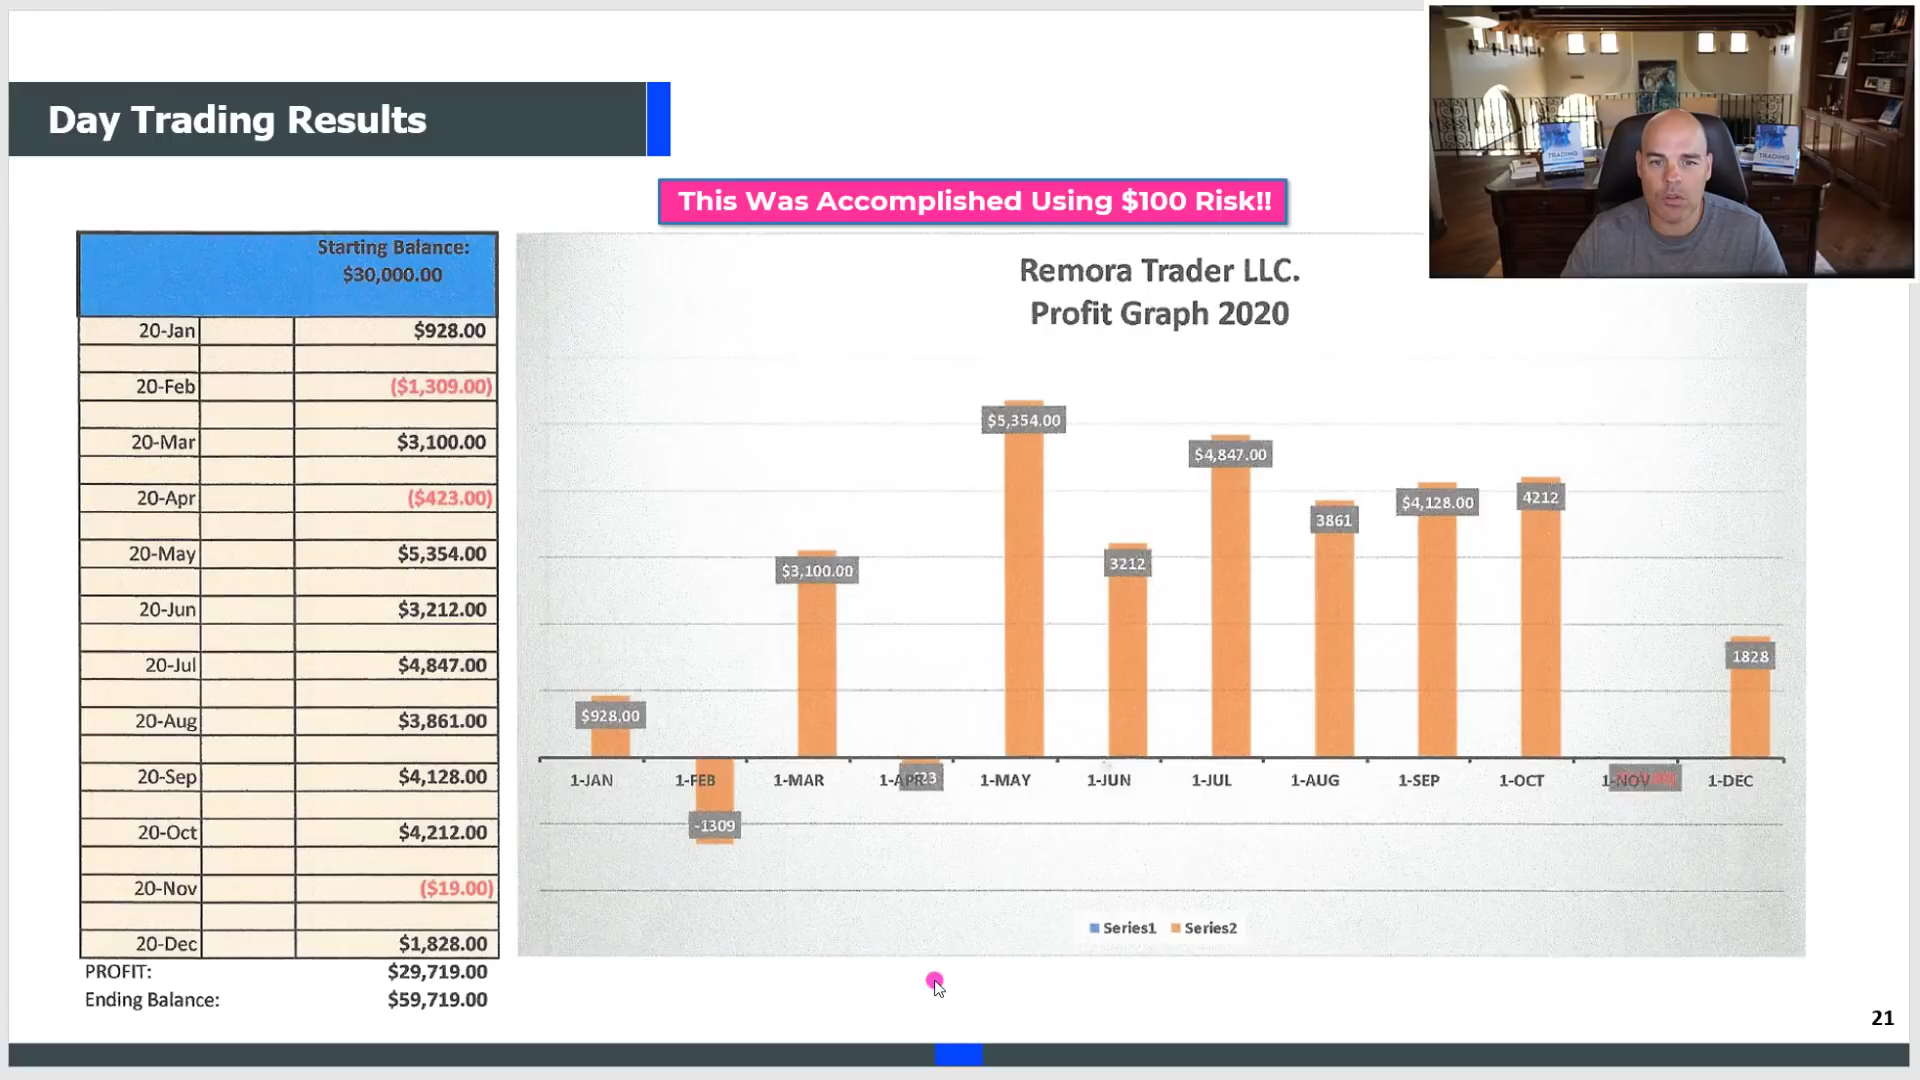 Day Trading Results
This Was Accomplished Using $100 Risk!!
Starting Balance:
$30,000.00
20-Jan $928.00
20-Feb ($1,309.00)
20-Mar $3,100.00
20-Apr ($423.00)
20-May $5,354.00
20-Jun $3,212.00
20-Jul $4,847.00
20-Aug $3,861.00
20-Sep $4,128.00
20-Oct $4,212.00
20-Nov ($19.00)
20-Dec $1,828.00
PROFIT: $29,719.00
Ending Balance: $59,719.00
Remora Trader LLC.
Profit Graph 2020
$5,354.00
$4,847.00
$4,128.00
4212
3861
$3,100.00
3212
1828
$928.00
1-JAN 1-FEB 1-MAR 1-APR 1-MAY 1-JUN 1-JUL 1-AUG 1-SEP 1-OCT 1-NOV 1-DEC
-1309
Series1 Series2
TRADING
TRADING
21